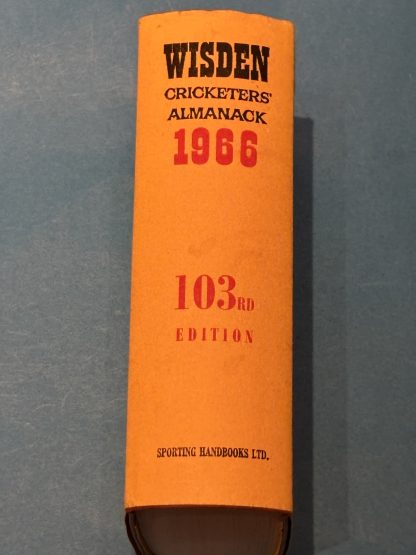 WISDEN
CRICKETERS'
ALMANACK
1966
103RD
EDITION
SPORTING HANDBOOKS LTD.